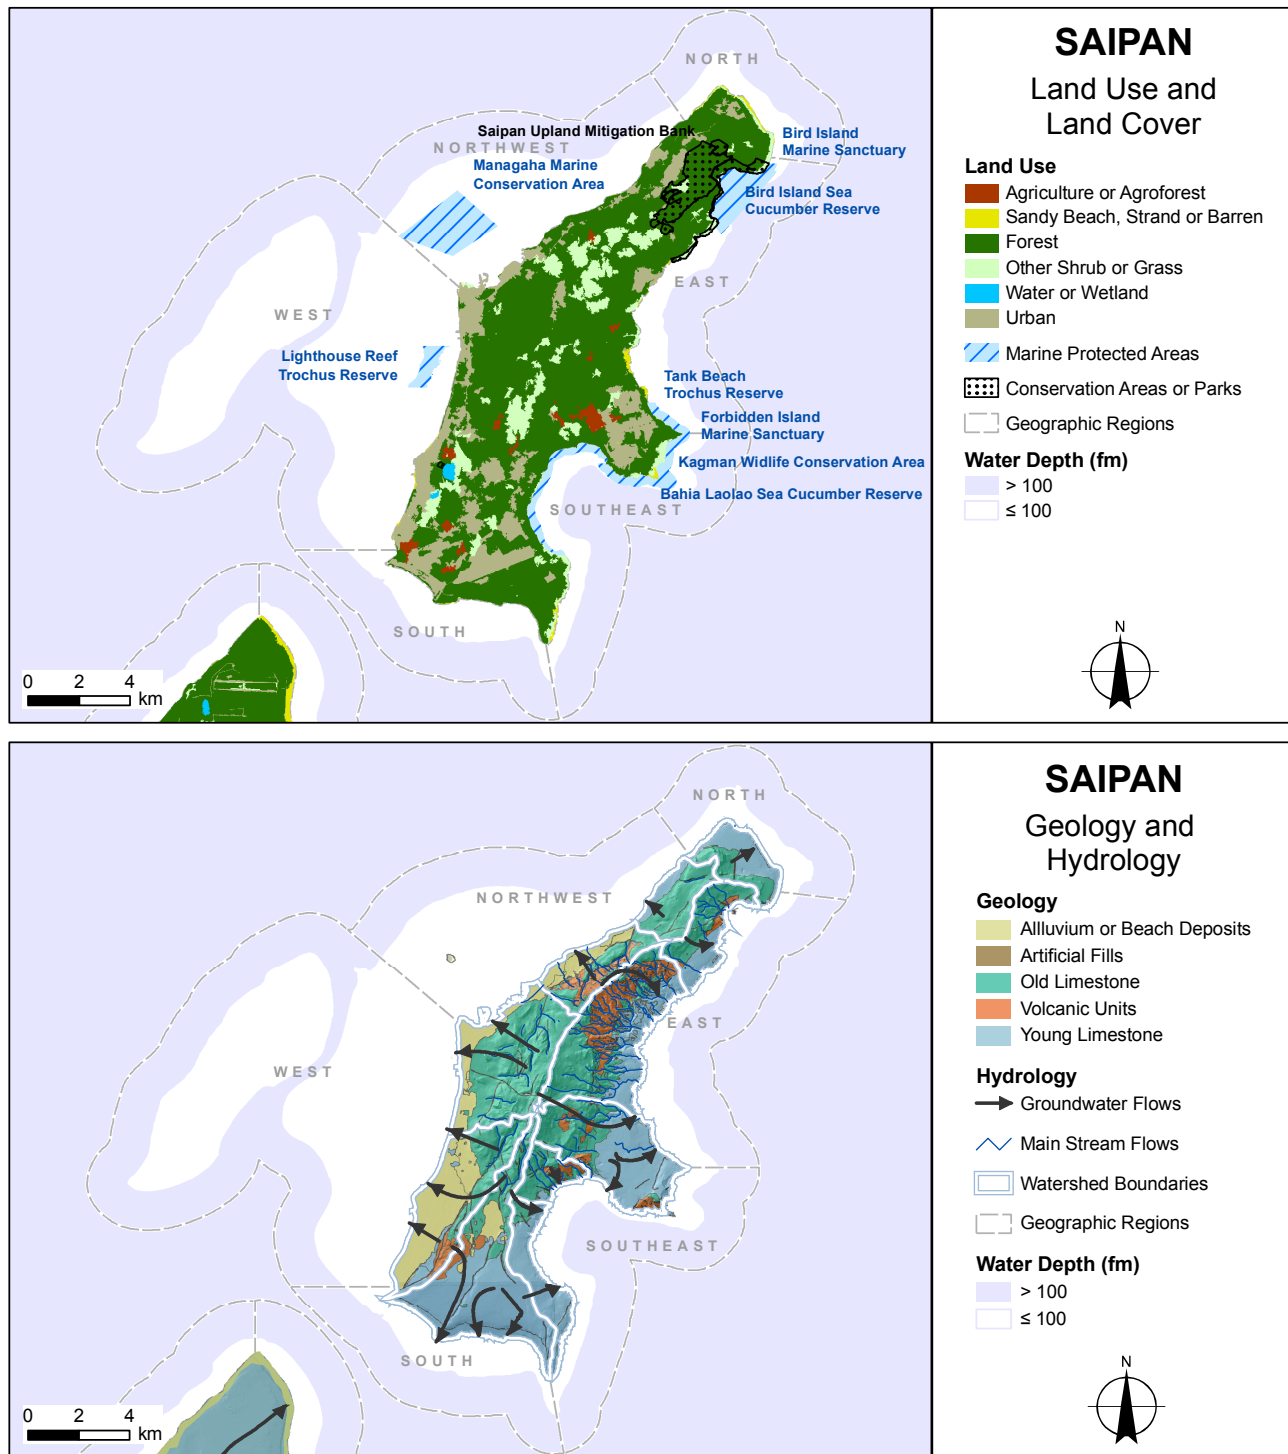 NORTH
Saipan Upland Mitigation Bank
NORTHWEST
Managaha Marine
Conservation Area
Bird Island
Marine Sanctuary
Bird Island Sea
Cucumber Reserve
EAST
WEST
Lighthouse Reef
Trochus Reserve
Tank Beach
Trochus Reserve
Forbidden Island
Marine Sanctuary
Kagman Widlife Conservation Area
Bahia Laolao Sea Cucumber Reserve
SOUTHEAST
SOUTH
0 2 4
km
SAIPAN
Land Use and
Land Cover
Land Use
Agriculture or Agroforest
Sandy Beach, Strand or Barren
Forest
Other Shrub or Grass
Water or Wetland
Urban
Marine Protected Areas
Conservation Areas or Parks
Geographic Regions
Water Depth (fm)
> 100
≤ 100
N
NORTH
NORTHWEST
EAST
WEST
SOUTHEAST
SOUTH
0 2 4
km
SAIPAN
Geology and
Hydrology
Geology
Allluvium or Beach Deposits
Artificial Fills
Old Limestone
Volcanic Units
Young Limestone
Hydrology
Groundwater Flows
Main Stream Flows
Watershed Boundaries
Geographic Regions
Water Depth (fm)
> 100
≤ 100
N